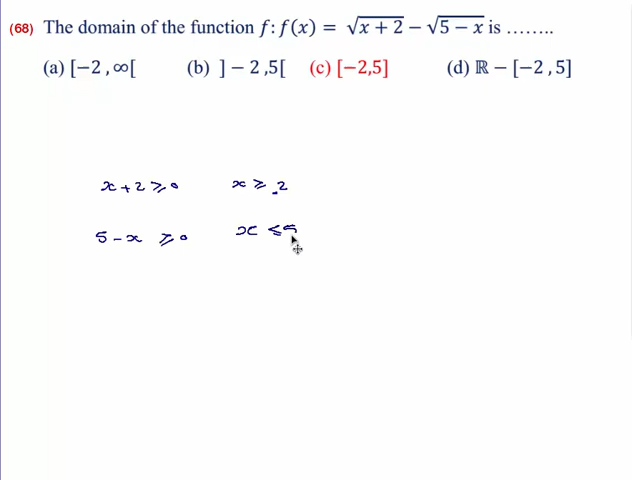 (68) The domain of the function f: f(x) = √(x + 2) − √(5 − x) is ........
(a) [−2 , ∞[ (b) ] − 2 ,5[ (c) [−2,5] (d) ℝ − [−2 , 5]
x + 2 ≥ 0 x ≥ -2
5 - x ≥ 0 x ≤ 5